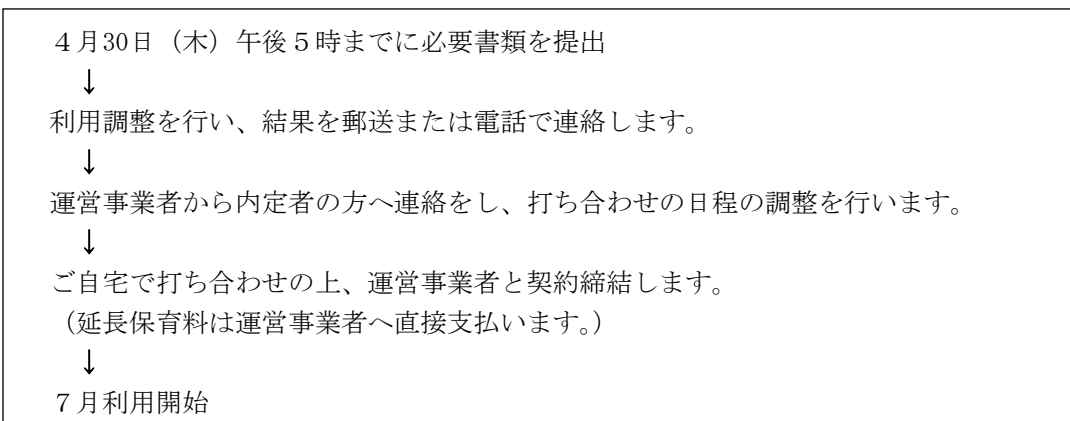 ４月30日（木）午後５時までに必要書類を提出
↓
利用調整を行い、結果を郵送または電話で連絡します。
↓
運営事業者から内定者の方へ連絡をし、打ち合わせの日程の調整を行います。
↓
ご自宅で打ち合わせの上、運営事業者と契約締結します。
（延長保育料は運営事業者へ直接支払います。）
↓
７月利用開始